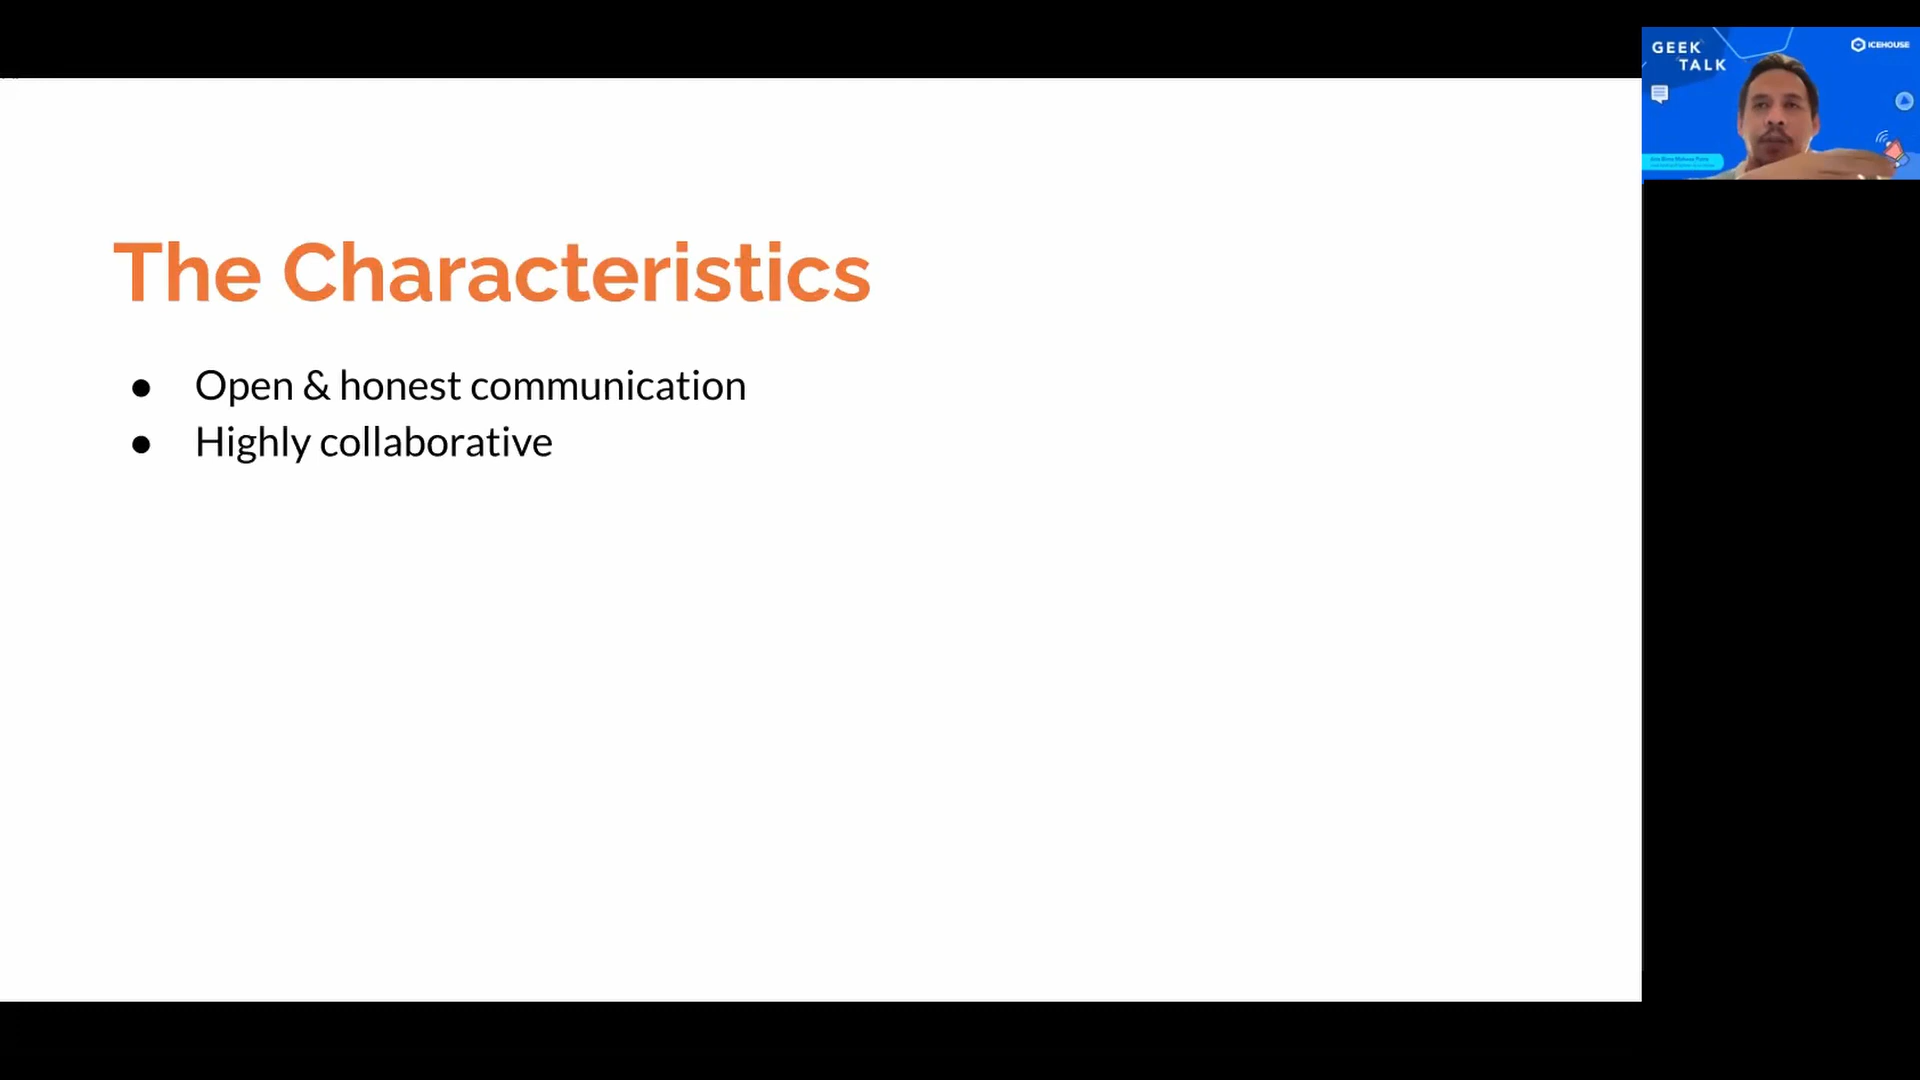 The Characteristics
● Open & honest communication
● Highly collaborative
GEEK
TALK
ICEHOUSE